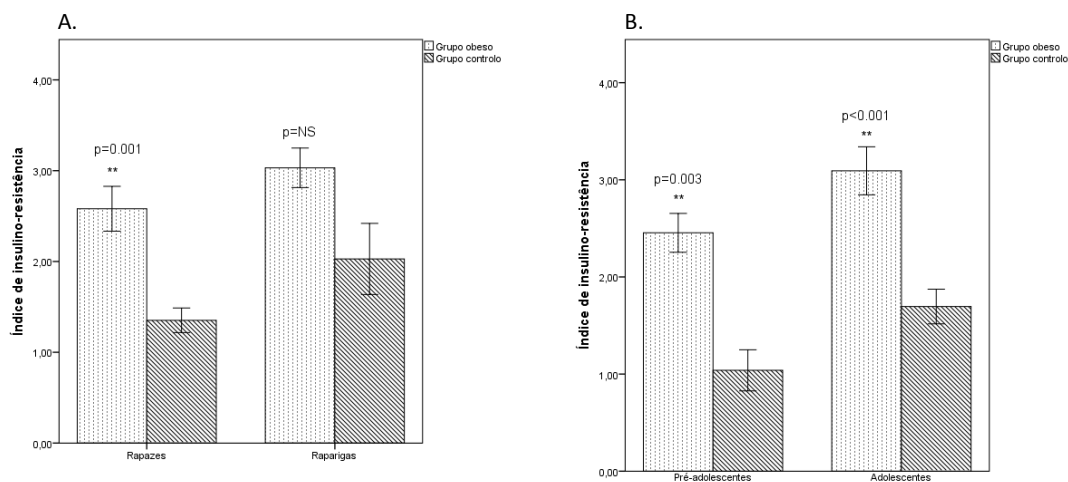 A.
Grupo obeso
Grupo controlo
4,00
3,00
2,00
1,00
0,00
Índice de insulino-resistência
p=0.001
**
p=NS
Rapazes
Raparigas
B.
Grupo obeso
Grupo controlo
4,00
3,00
2,00
1,00
0,00
Índice de insulino-resistência
p=0.003
**
p<0.001
**
Pré-adolescentes
Adolescentes